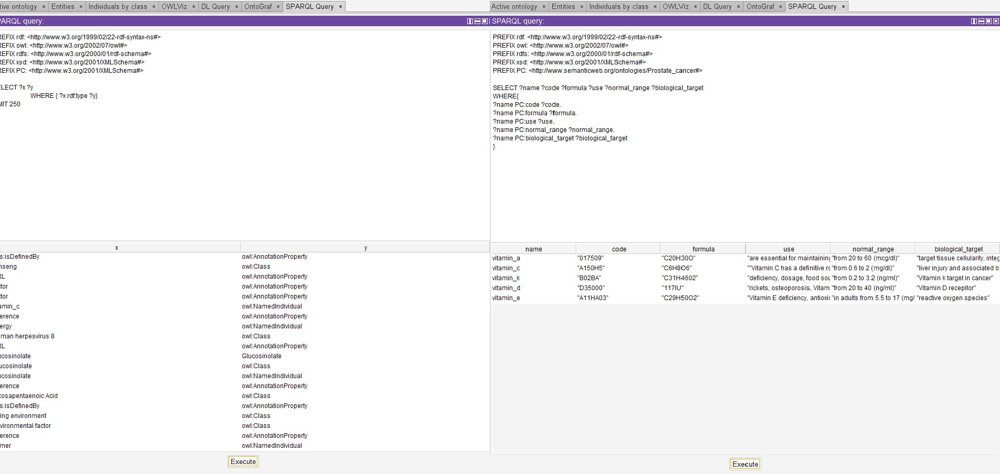 tive ontology × Entities × Individuals by class × OWLViz × DL Query × OntoGraf × SPARQL Query ×
PARQL query:
REFIX rdf: <http://www.w3.org/1999/02/22-rdf-syntax-ns#>
REFIX owl: <http://www.w3.org/2002/07/owl#>
REFIX rdfs: <http://www.w3.org/2000/01/rdf-schema#>
REFIX xsd: <http://www.w3.org/2001/XMLSchema#>
REFIX PC: <http://www.w3.org/2001/XMLSchema#>
ELECT ?x ?y
WHERE { ?x rdf:type ?y}
MIT 250
x y
s:isDefinedBy owl:AnnotationProperty
nseng owl:Class
RL owl:AnnotationProperty
ctor owl:AnnotationProperty
ctor owl:AnnotationProperty
amin_c owl:NamedIndividual
erence owl:AnnotationProperty
ergy owl:NamedIndividual
man herpesvirus 8 owl:Class
RL owl:AnnotationProperty
ucosinolate Glucosinolate
ucosinolate owl:Class
ucosinolate owl:NamedIndividual
erence owl:AnnotationProperty
cosapentaenoic Acid owl:Class
s:isDefinedBy owl:AnnotationProperty
ing environment owl:Class
vironmental factor owl:Class
erence owl:AnnotationProperty
mer owl:NamedIndividual
Execute
Active ontology × Entities × Individuals by class × OWLViz × DL Query × OntoGraf × SPARQL Query ×
SPARQL query:
PREFIX rdf: <http://www.w3.org/1999/02/22-rdf-syntax-ns#>
PREFIX owl: <http://www.w3.org/2002/07/owl#>
PREFIX rdfs: <http://www.w3.org/2000/01/rdf-schema#>
PREFIX xsd: <http://www.w3.org/2001/XMLSchema#>
PREFIX PC: <http://www.semanticweb.org/ontologies/Prostate_cancer#>
SELECT ?name ?code ?formula ?use ?normal_range ?biological_target
WHERE{
?name PC:code ?code.
?name PC:formula ?formula.
?name PC:use ?use.
?name PC:normal_range ?normal_range.
?name PC:biological_target ?biological_target
}
name code formula use normal_range biological_target
vitamin_a "017509" "C20H30O" "are essential for maintaining "from 20 to 60 (mcg/dl)" "target tissue cellularity, integ
vitamin_c "A150H5" "C6H8O6" ""Vitamin C has a definitive ro "from 0.6 to 2 (mg/dl)" "liver injury and associated b
vitamin_k "B02BA" "C31H4602" "deficiency, dosage, food sou "from 0.2 to 3.2 (ng/ml)" "Vitamin k target in cancer"
vitamin_d "D35000" "117IU" "rickets, osteoporosis, Vitam "from 20 to 40 (ng/ml)" "Vitamin D recepitor"
vitamin_e "A11HA03" "C29H50O2" "Vitamin E deficiency, antioxi "in adults from 5.5 to 17 (mg/ "reactive oxygen species"
Execute